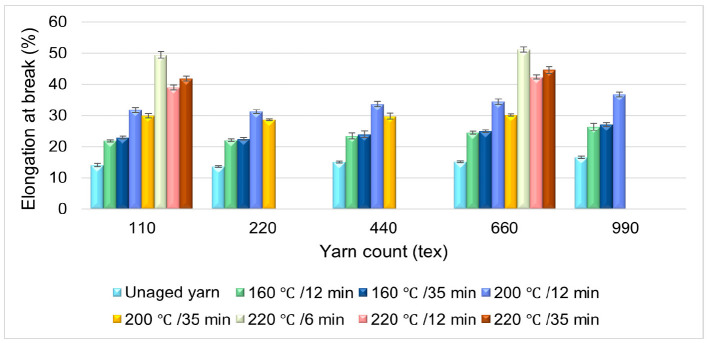 60
50
40
30
20
10
0
Elongation at break (%)
110 220 440 660 990
Yarn count (tex)
Unaged yarn 160 ℃ /12 min 160 ℃ /35 min 200 ℃ /12 min
200 ℃ /35 min 220 ℃ /6 min 220 ℃ /12 min 220 ℃ /35 min